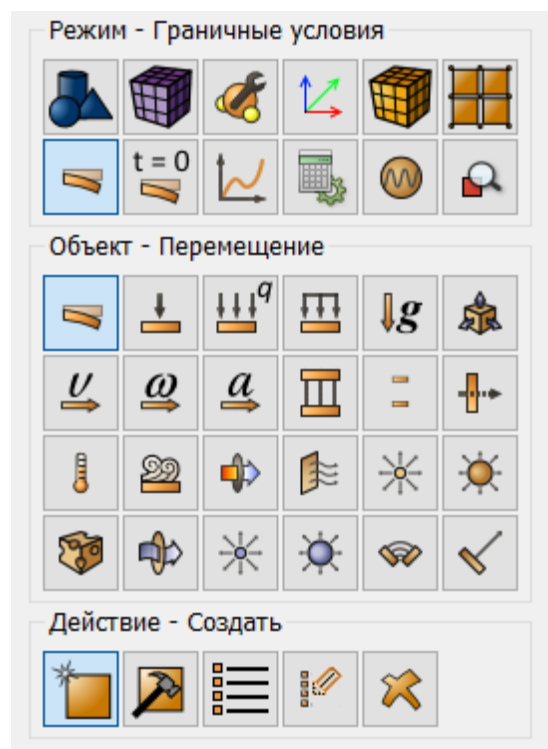 Режим - Граничные условия
t = 0
Объект - Перемещение
q
g
υ ω a
Действие - Создать